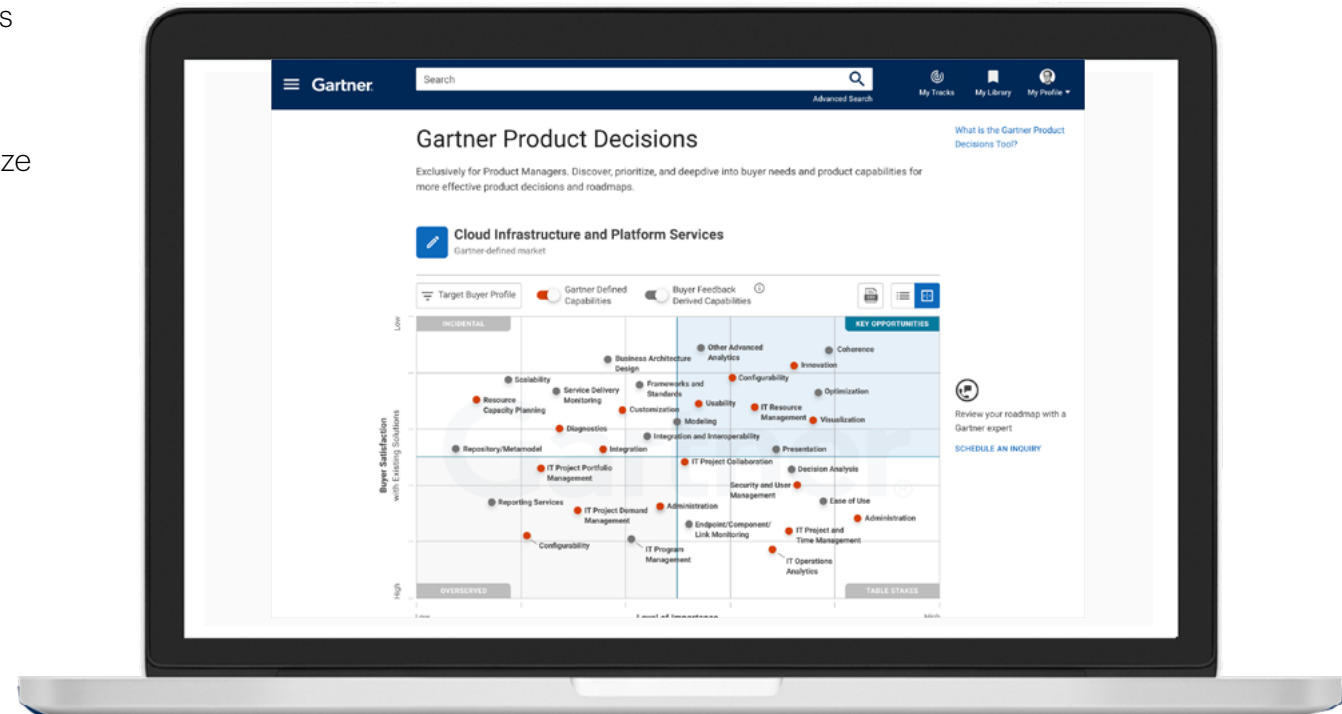 s
ze
Gartner
Search
Advanced Search
My Tracks
My Library
My Profile
Gartner Product Decisions
What is the Gartner Product
Decisions Tool?
Exclusively for Product Managers. Discover, prioritize, and deepdive into buyer needs and product capabilities for
more effective product decisions and roadmaps.
Cloud Infrastructure and Platform Services
Gartner-defined market
Target Buyer Profile
Gartner Defined
Capabilities
Buyer Feedback
Derived Capabilities
Low
INCIDENTAL
KEY OPPORTUNITIES
Other Advanced
Analytics
Coherence
Business Architecture
Design
Innovation
Scalability
Configurability
Service Delivery
Monitoring
Frameworks and
Standards
Optimization
Resource
Capacity Planning
Customization
Usability
IT Resource
Management
Visualization
Modeling
Diagnostics
Integration and Interoperability
Repository/Metamodel
Integration
Presentation
IT Project Collaboration
IT Project Portfolio
Management
Decision Analysis
Security and User
Management
Reporting Services
Ease of Use
IT Project Demand
Management
Administration
Administration
Endpoint/Component/
Link Monitoring
IT Project and
Time Management
Configurability
IT Program
Management
IT Operations
Analytics
Buyer Satisfaction
with Existing Solutions
High
OVERSERVED
TABLE STAKES
Low
Level of Importance
High
Gartner
Review your roadmap with a
Gartner expert
SCHEDULE AN INQUIRY